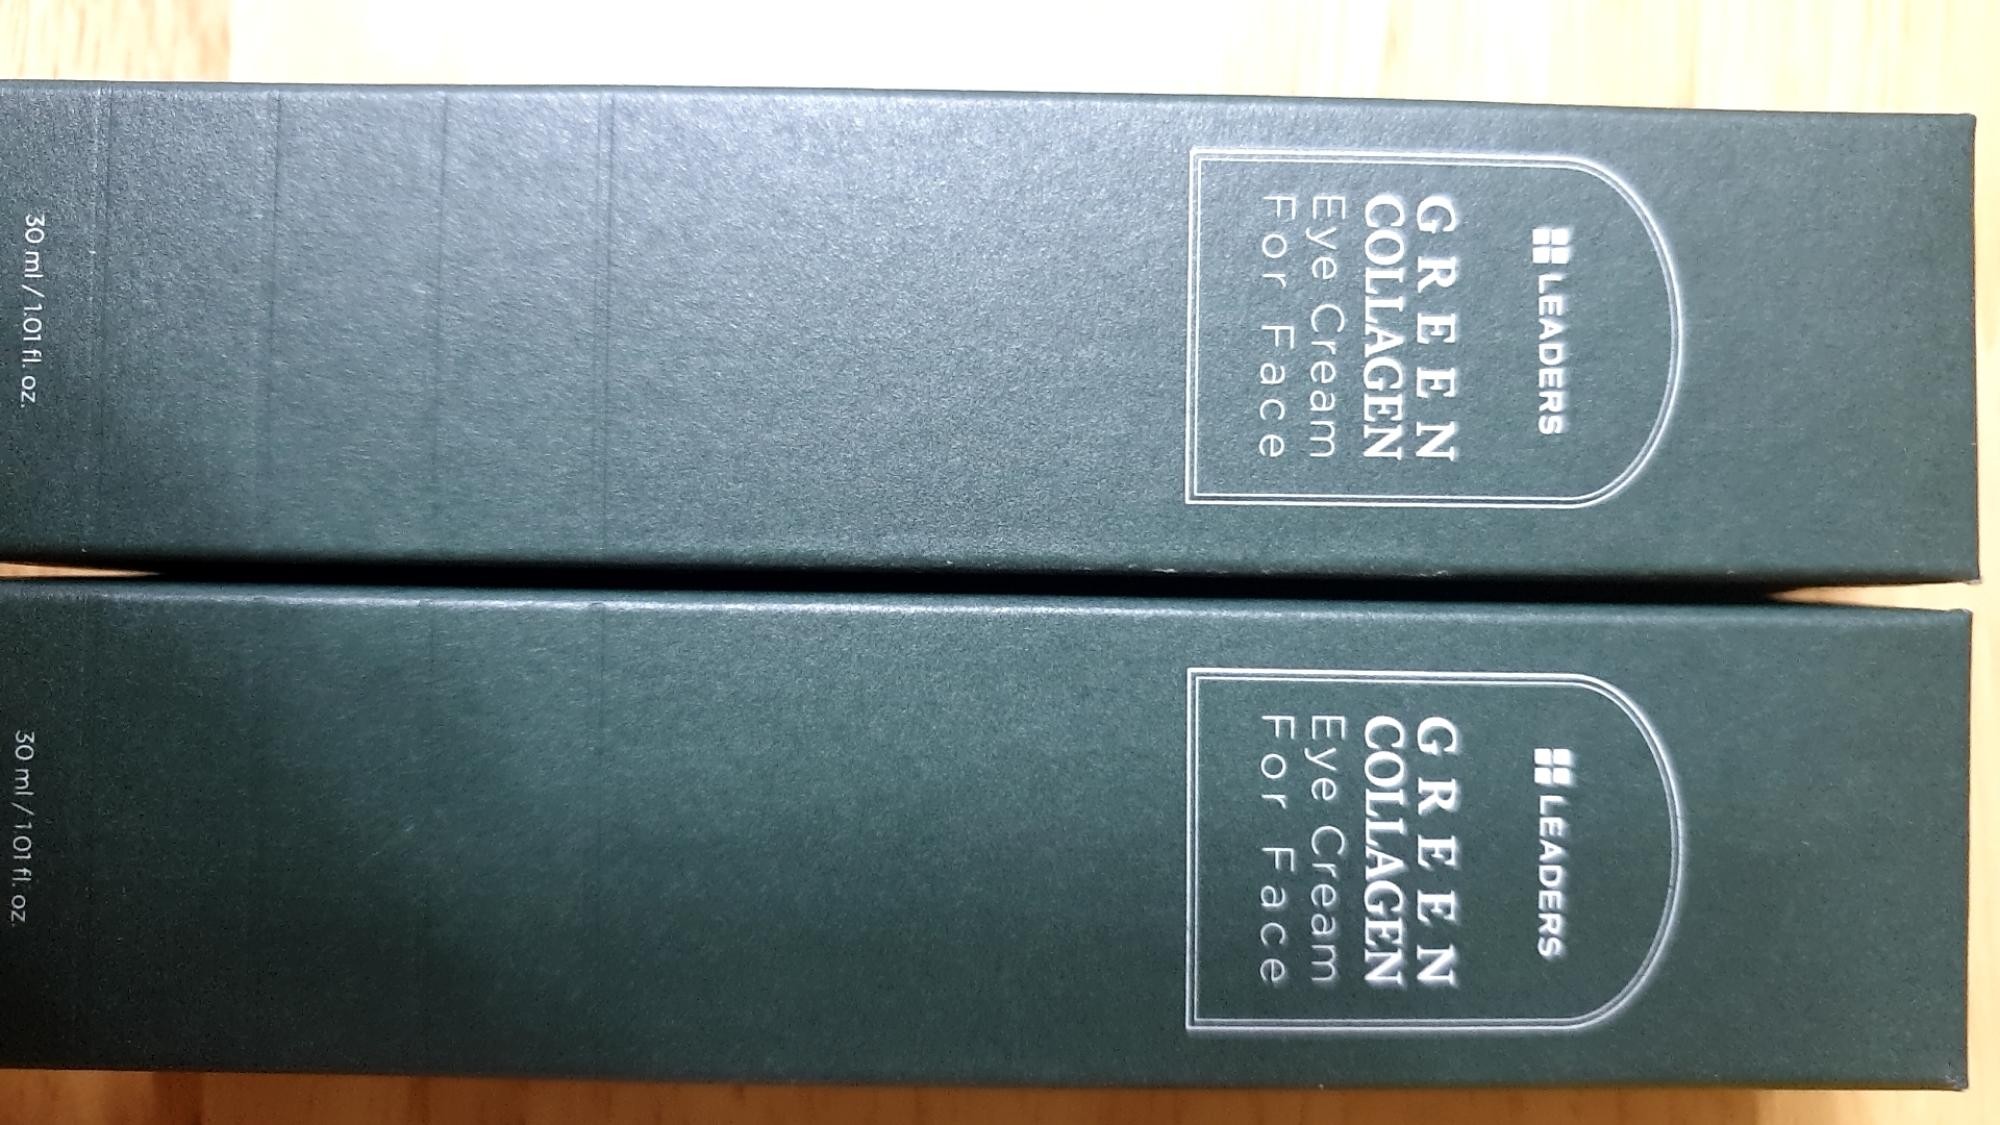 LEADERS
GREEN
COLLAGEN
Eye Cream
For Face
30 ml / 1.01 fl. oz.
LEADERS
GREEN
COLLAGEN
Eye Cream
For Face
30 ml / 1.01 fl. oz